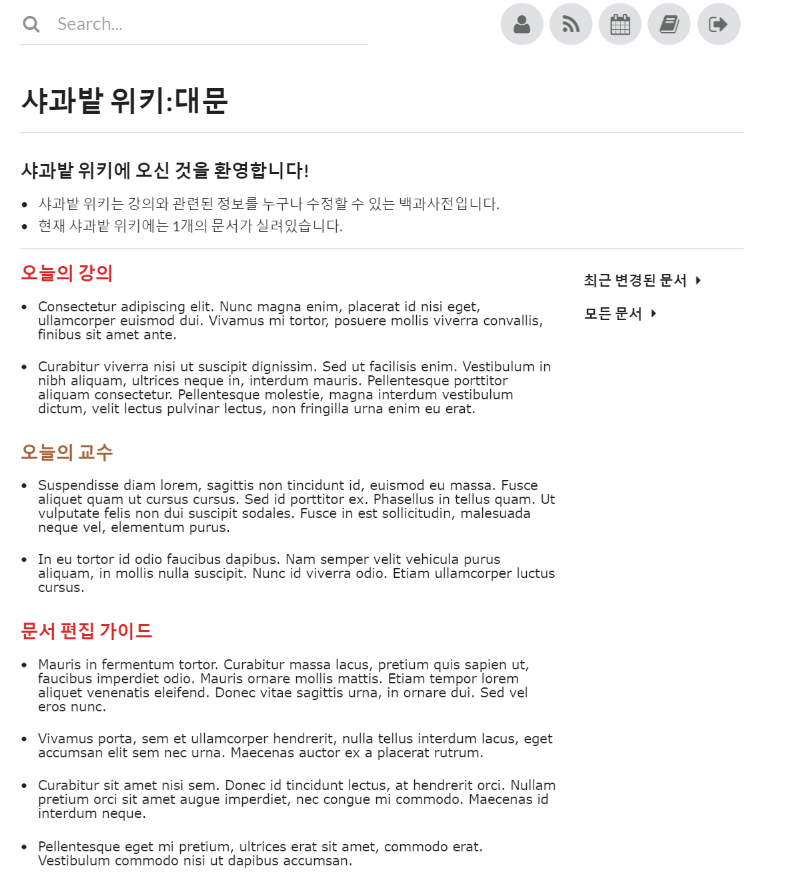 Search...
샤과밭 위키:대문
샤과밭 위키에 오신 것을 환영합니다!
• 샤과밭 위키는 강의와 관련된 정보를 누구나 수정할 수 있는 백과사전입니다.
• 현재 샤과밭 위키에는 1개의 문서가 실려있습니다.
오늘의 강의
• Consectetur adipiscing elit. Nunc magna enim, placerat id nisi eget,
ullamcorper euismod dui. Vivamus mi tortor, posuere mollis viverra convallis,
finibus sit amet ante.
• Curabitur viverra nisi ut suscipit dignissim. Sed ut facilisis enim. Vestibulum in
nibh aliquam, ultrices neque in, interdum mauris. Pellentesque porttitor
aliquam consectetur. Pellentesque molestie, magna interdum vestibulum
dictum, velit lectus pulvinar lectus, non fringilla urna enim eu erat.
오늘의 교수
• Suspendisse diam lorem, sagittis non tincidunt id, euismod eu massa. Fusce
aliquet quam ut cursus cursus. Sed id porttitor ex. Phasellus in tellus quam. Ut
vulputate felis non dui suscipit sodales. Fusce in est sollicitudin, malesuada
neque vel, elementum purus.
• In eu tortor id odio faucibus dapibus. Nam semper velit vehicula purus
aliquam, in mollis nulla suscipit. Nunc id viverra odio. Etiam ullamcorper luctus
cursus.
문서 편집 가이드
• Mauris in fermentum tortor. Curabitur massa lacus, pretium quis sapien ut,
faucibus imperdiet odio. Mauris ornare mollis mattis. Etiam tempor lorem
aliquet venenatis eleifend. Donec vitae sagittis urna, in ornare dui. Sed vel
eros nunc.
• Vivamus porta, sem et ullamcorper hendrerit, nulla tellus interdum lacus, eget
accumsan elit sem nec urna. Maecenas auctor ex a placerat rutrum.
• Curabitur sit amet nisi sem. Donec id tincidunt lectus, at hendrerit orci. Nullam
pretium orci sit amet augue imperdiet, nec congue mi commodo. Maecenas id
interdum neque.
• Pellentesque eget mi pretium, ultrices erat sit amet, commodo erat.
Vestibulum commodo nisi ut dapibus accumsan.
최근 변경된 문서
모든 문서